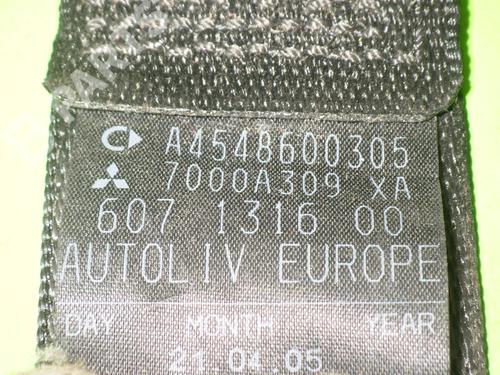 A4548600305
7000A309 XA
607 1316 00
AUTOLIV EUROPE
DAY MONTH YEAR
21.04.05